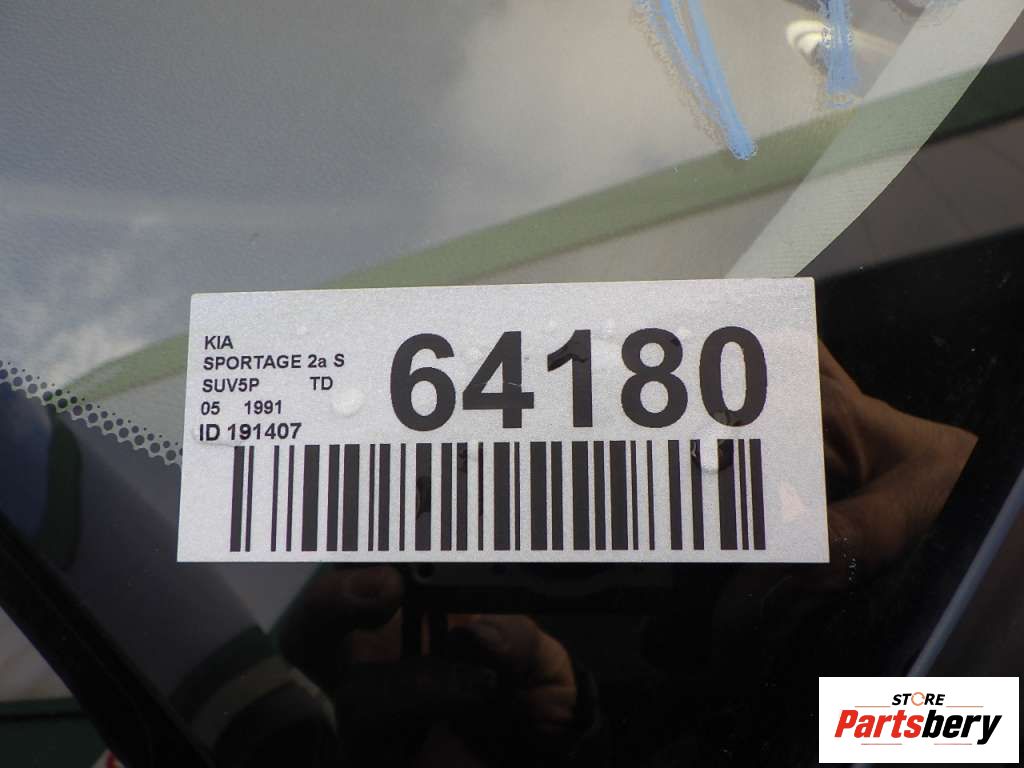 KIA
SPORTAGE 2a S
SUV5P TD
05 1991
ID 191407
64180
STORE
Partsbery